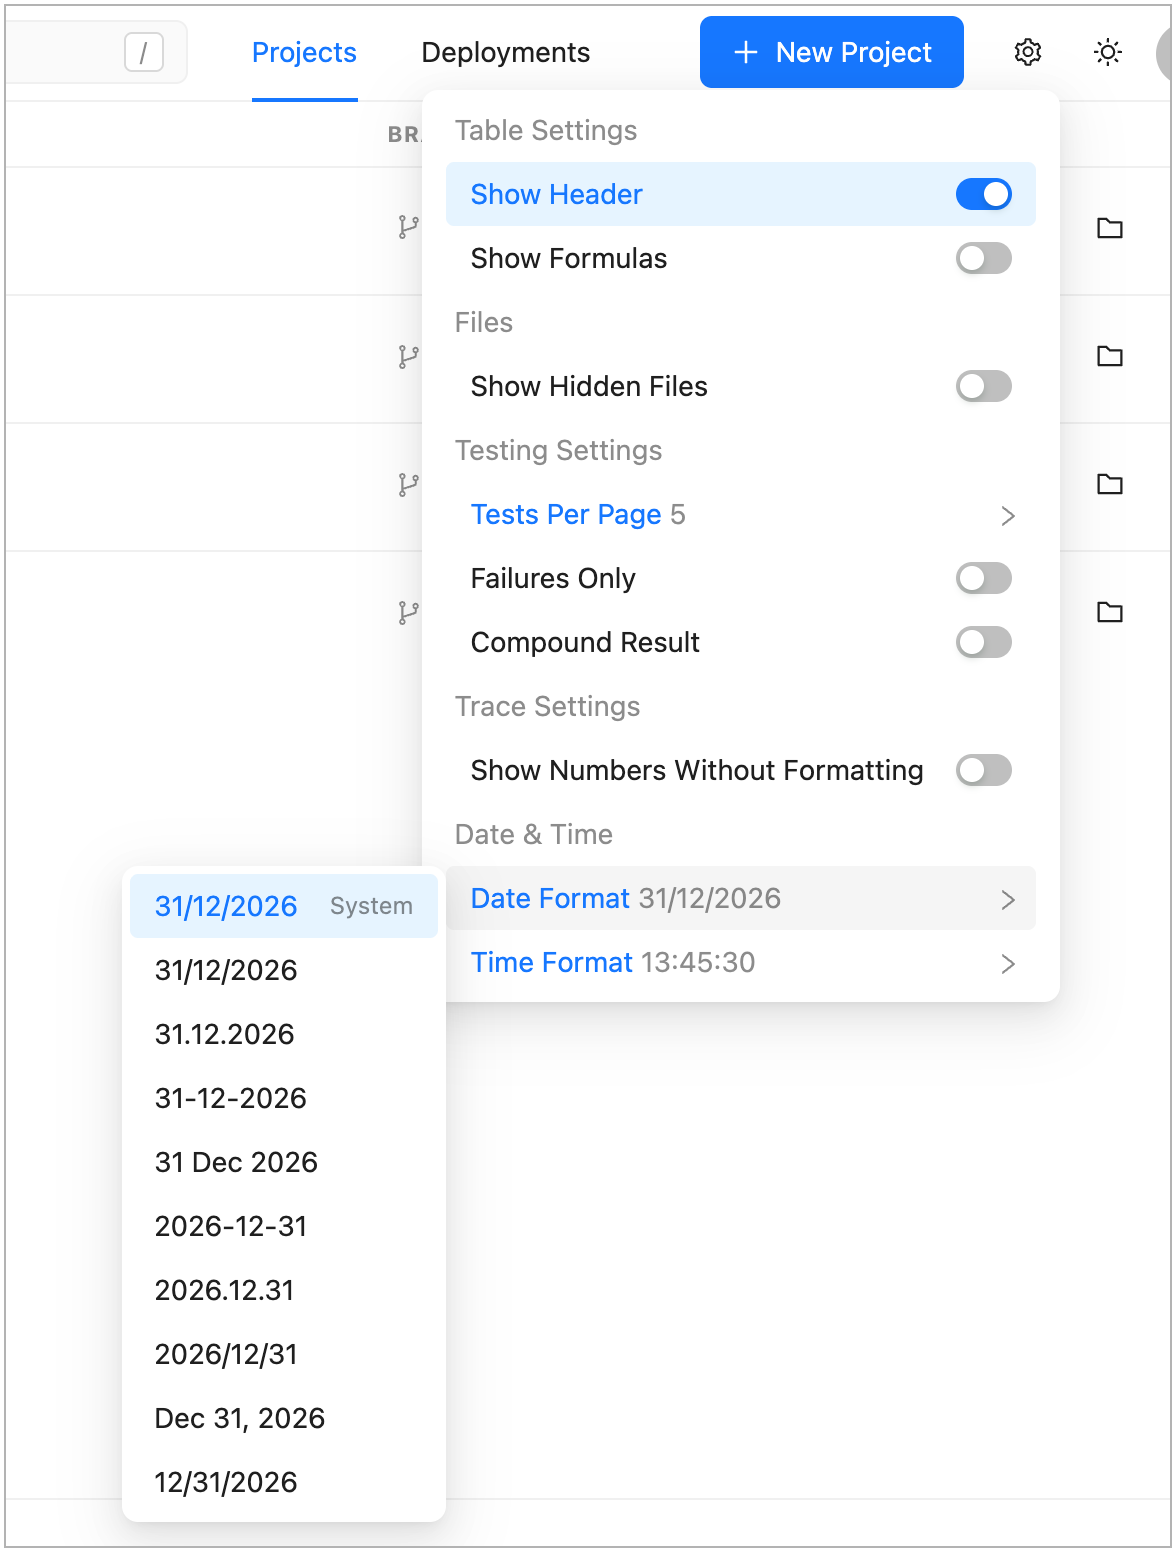 / Projects Deployments + New Project
BRA
Table Settings
Show Header
Show Formulas
Files
Show Hidden Files
Testing Settings
Tests Per Page 5
Failures Only
Compound Result
Trace Settings
Show Numbers Without Formatting
Date & Time
Date Format 31/12/2026
Time Format 13:45:30
31/12/2026 System
31/12/2026
31.12.2026
31-12-2026
31 Dec 2026
2026-12-31
2026.12.31
2026/12/31
Dec 31, 2026
12/31/2026